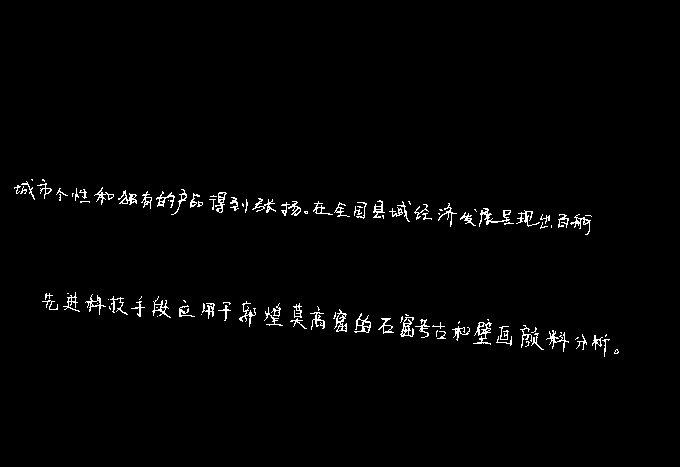 城市个性和独有的产品得到张扬。在全国县域经济发展呈现出百舸
先进科技手段应用于敦煌莫高窟的石窟考古和壁画颜料分析。